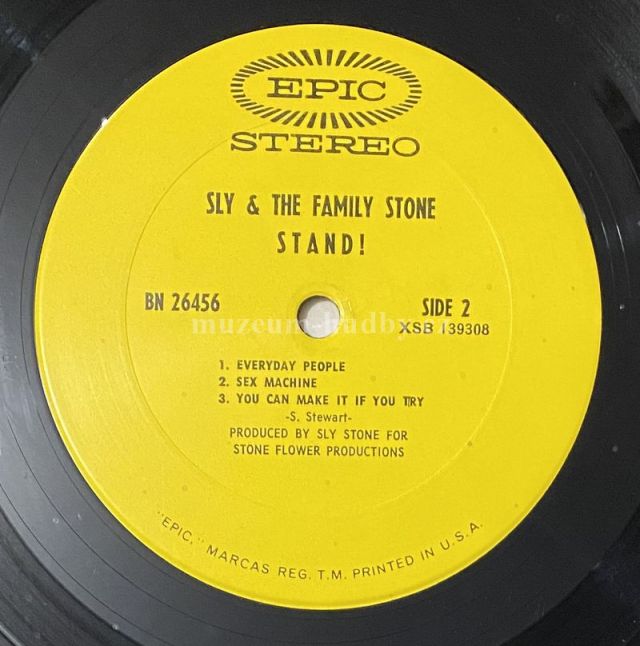 EPIC
STEREO
SLY & THE FAMILY STONE
STAND!
BN 26456
SIDE 2
XSB 139308
muzeum-hudby.cz
1. EVERYDAY PEOPLE
2. SEX MACHINE
3. YOU CAN MAKE IT IF YOU TRY
-S. Stewart-
PRODUCED BY SLY STONE FOR
STONE FLOWER PRODUCTIONS
"EPIC," MARCAS REG. T.M. PRINTED IN U.S.A.